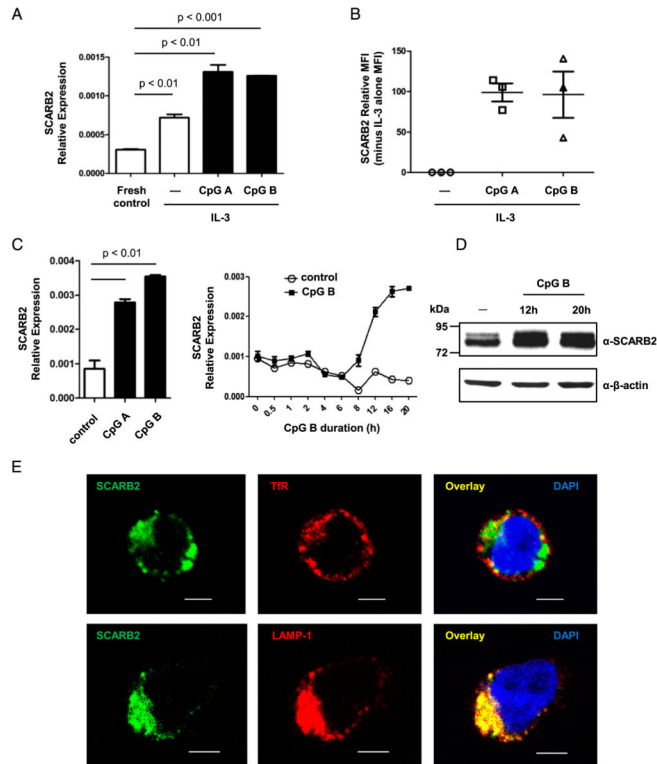 A
p < 0.001
p < 0.01
p < 0.01
SCARB2
Relative Expression
0.0015
0.0010
0.0005
0.0000
Fresh
control
—
CpG A
CpG B
IL-3
B
SCARB2 Relative MFI
(minus IL-3 alone MFI)
150
100
50
0
—
CpG A
CpG B
IL-3
C
p < 0.01
SCARB2
Relative Expression
0.004
0.003
0.002
0.001
0.000
control
CpG A
CpG B
control
CpG B
SCARB2
Relative Expression
0.003
0.002
0.001
0.000
0
0.5
1
2
4
6
8
12
16
20
CpG B duration (h)
D
CpG B
kDa
—
12h
20h
95
72
α-SCARB2
α-β-actin
E
SCARB2
TfR
Overlay
DAPI
SCARB2
LAMP-1
Overlay
DAPI